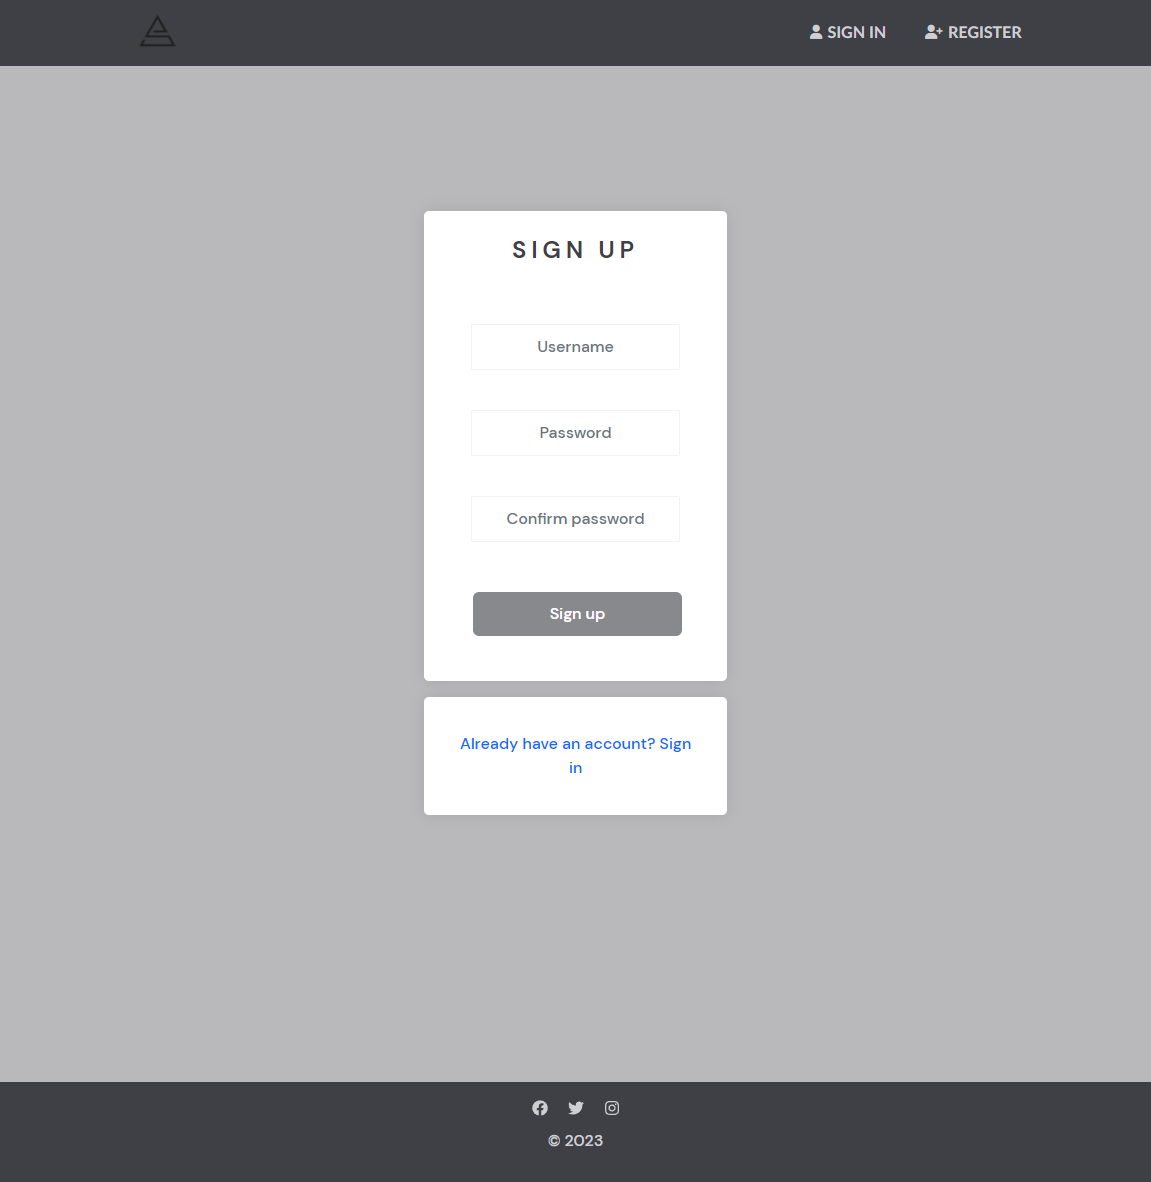 SIGN IN REGISTER
SIGN UP
Username
Password
Confirm password
Sign up
Already have an account? Sign
in
© 2023